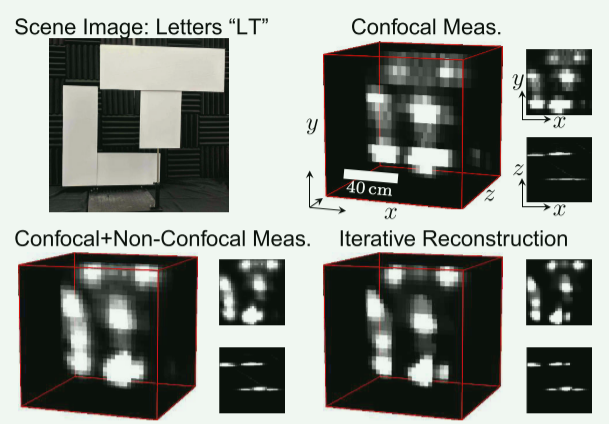 Scene Image: Letters “LT”
Confocal Meas.
y
x
z
40 cm
y
x
z
x
Confocal+Non-Confocal Meas.
Iterative Reconstruction